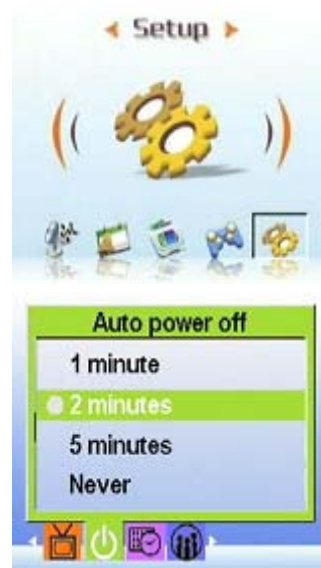 Setup
Auto power off
1 minute
2 minutes
5 minutes
Never